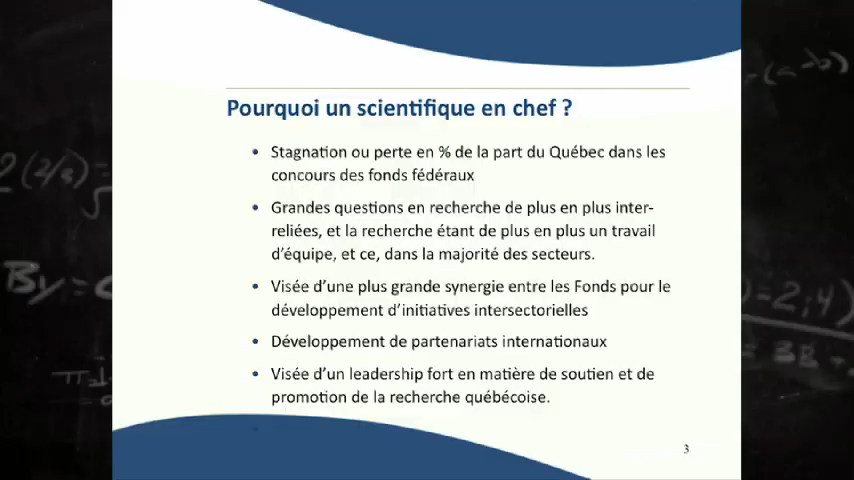 Pourquoi un scientifique en chef ?
• Stagnation ou perte en % de la part du Québec dans les
concours des fonds fédéraux
• Grandes questions en recherche de plus en plus inter-
reliées, et la recherche étant de plus en plus un travail
d'équipe, et ce, dans la majorité des secteurs.
• Visée d'une plus grande synergie entre les Fonds pour le
développement d'initiatives intersectorielles
• Développement de partenariats internationaux
• Visée d'un leadership fort en matière de soutien et de
promotion de la recherche québécoise.
3